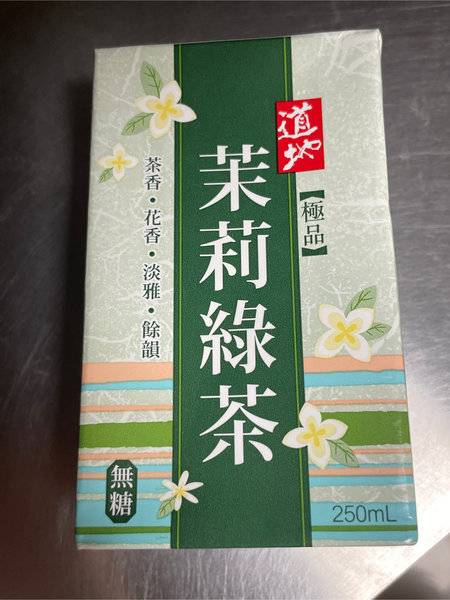 道地
【極品】
茉莉綠茶
茶香·花香·淡雅·餘韻
無糖
250mL